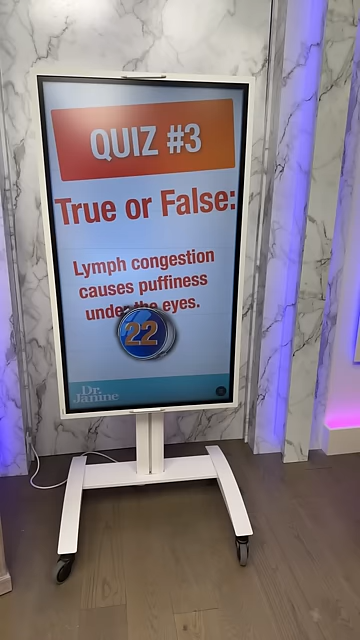 QUIZ #3
True or False:
Lymph congestion
causes puffiness
under the eyes.
22
Dr.
Janine